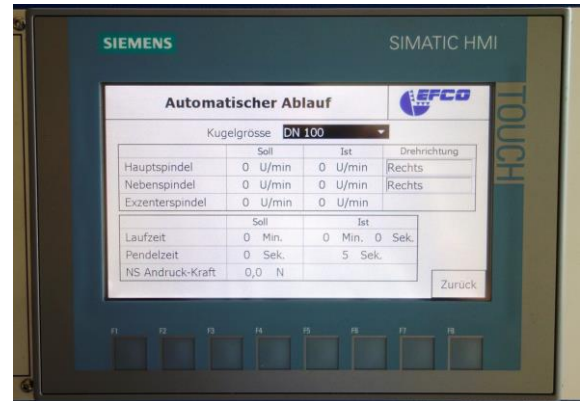 SIEMENS
SIMATIC HMI
TOUCH
Automatischer Ablauf
EFCO
Kugelgrösse DN 100
Soll Ist Drehrichtung
Hauptspindel 0 U/min 0 U/min Rechts
Nebenspindel 0 U/min 0 U/min Rechts
Exzenterspindel 0 U/min 0 U/min
Soll Ist
Laufzeit 0 Min. 0 Min. 0 Sek.
Pendelzeit 0 Sek. 5 Sek.
NS Andruck-Kraft 0,0 N
Zurück
F1 F2 F3 F4 F5 F6 F7 F8